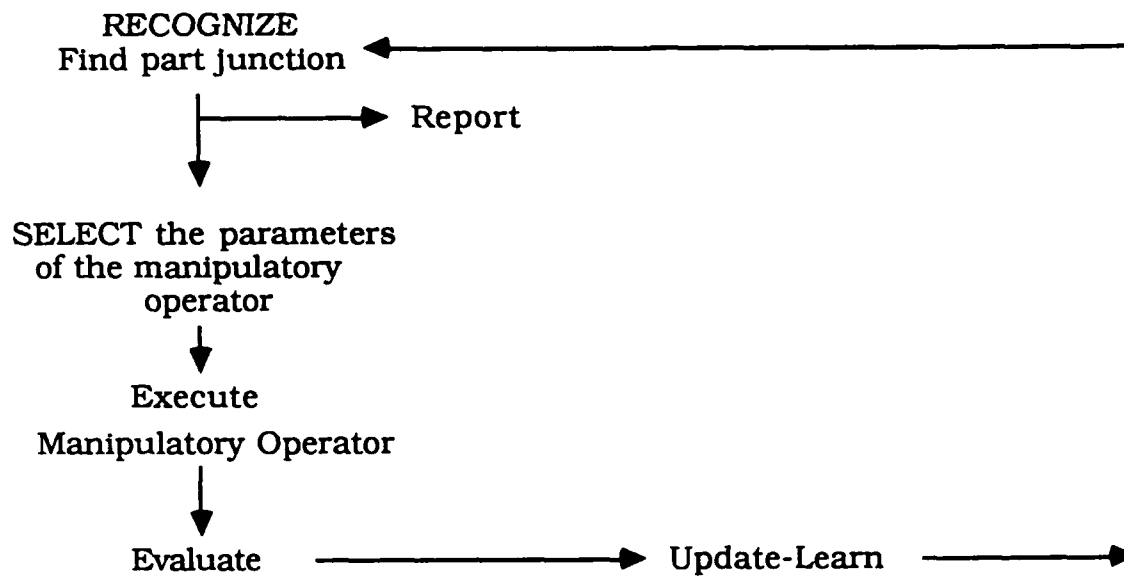 RECOGNIZE
Find part junction
Report
SELECT the parameters
of the manipulatory
operator
Execute
Manipulatory Operator
Evaluate
Update-Learn